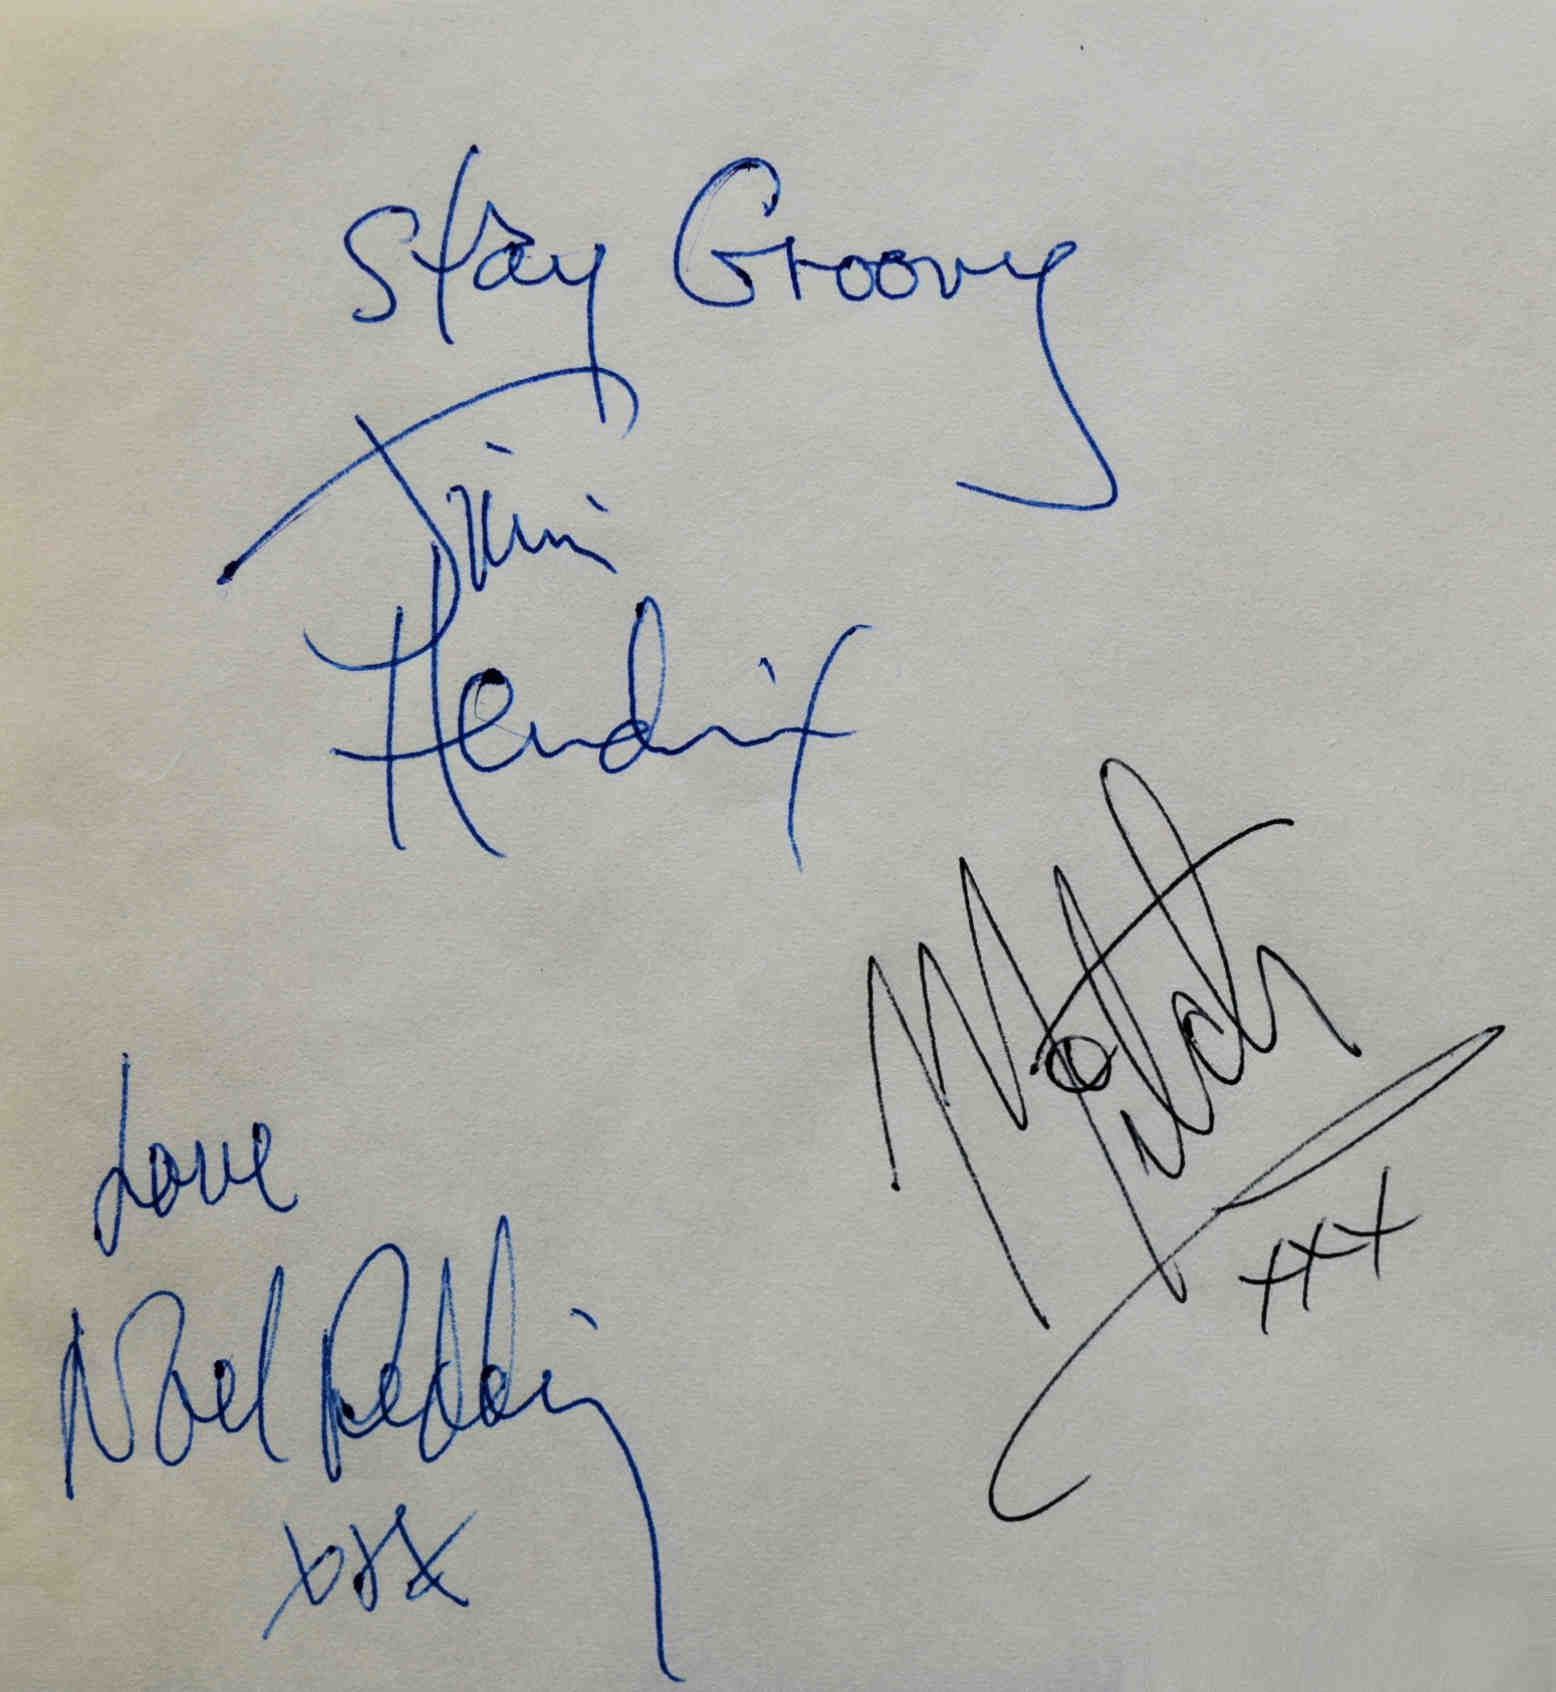 Stay Groovy
Jimi
Hendrix
Mitch
xxx
Love
Noel Redding
xxx